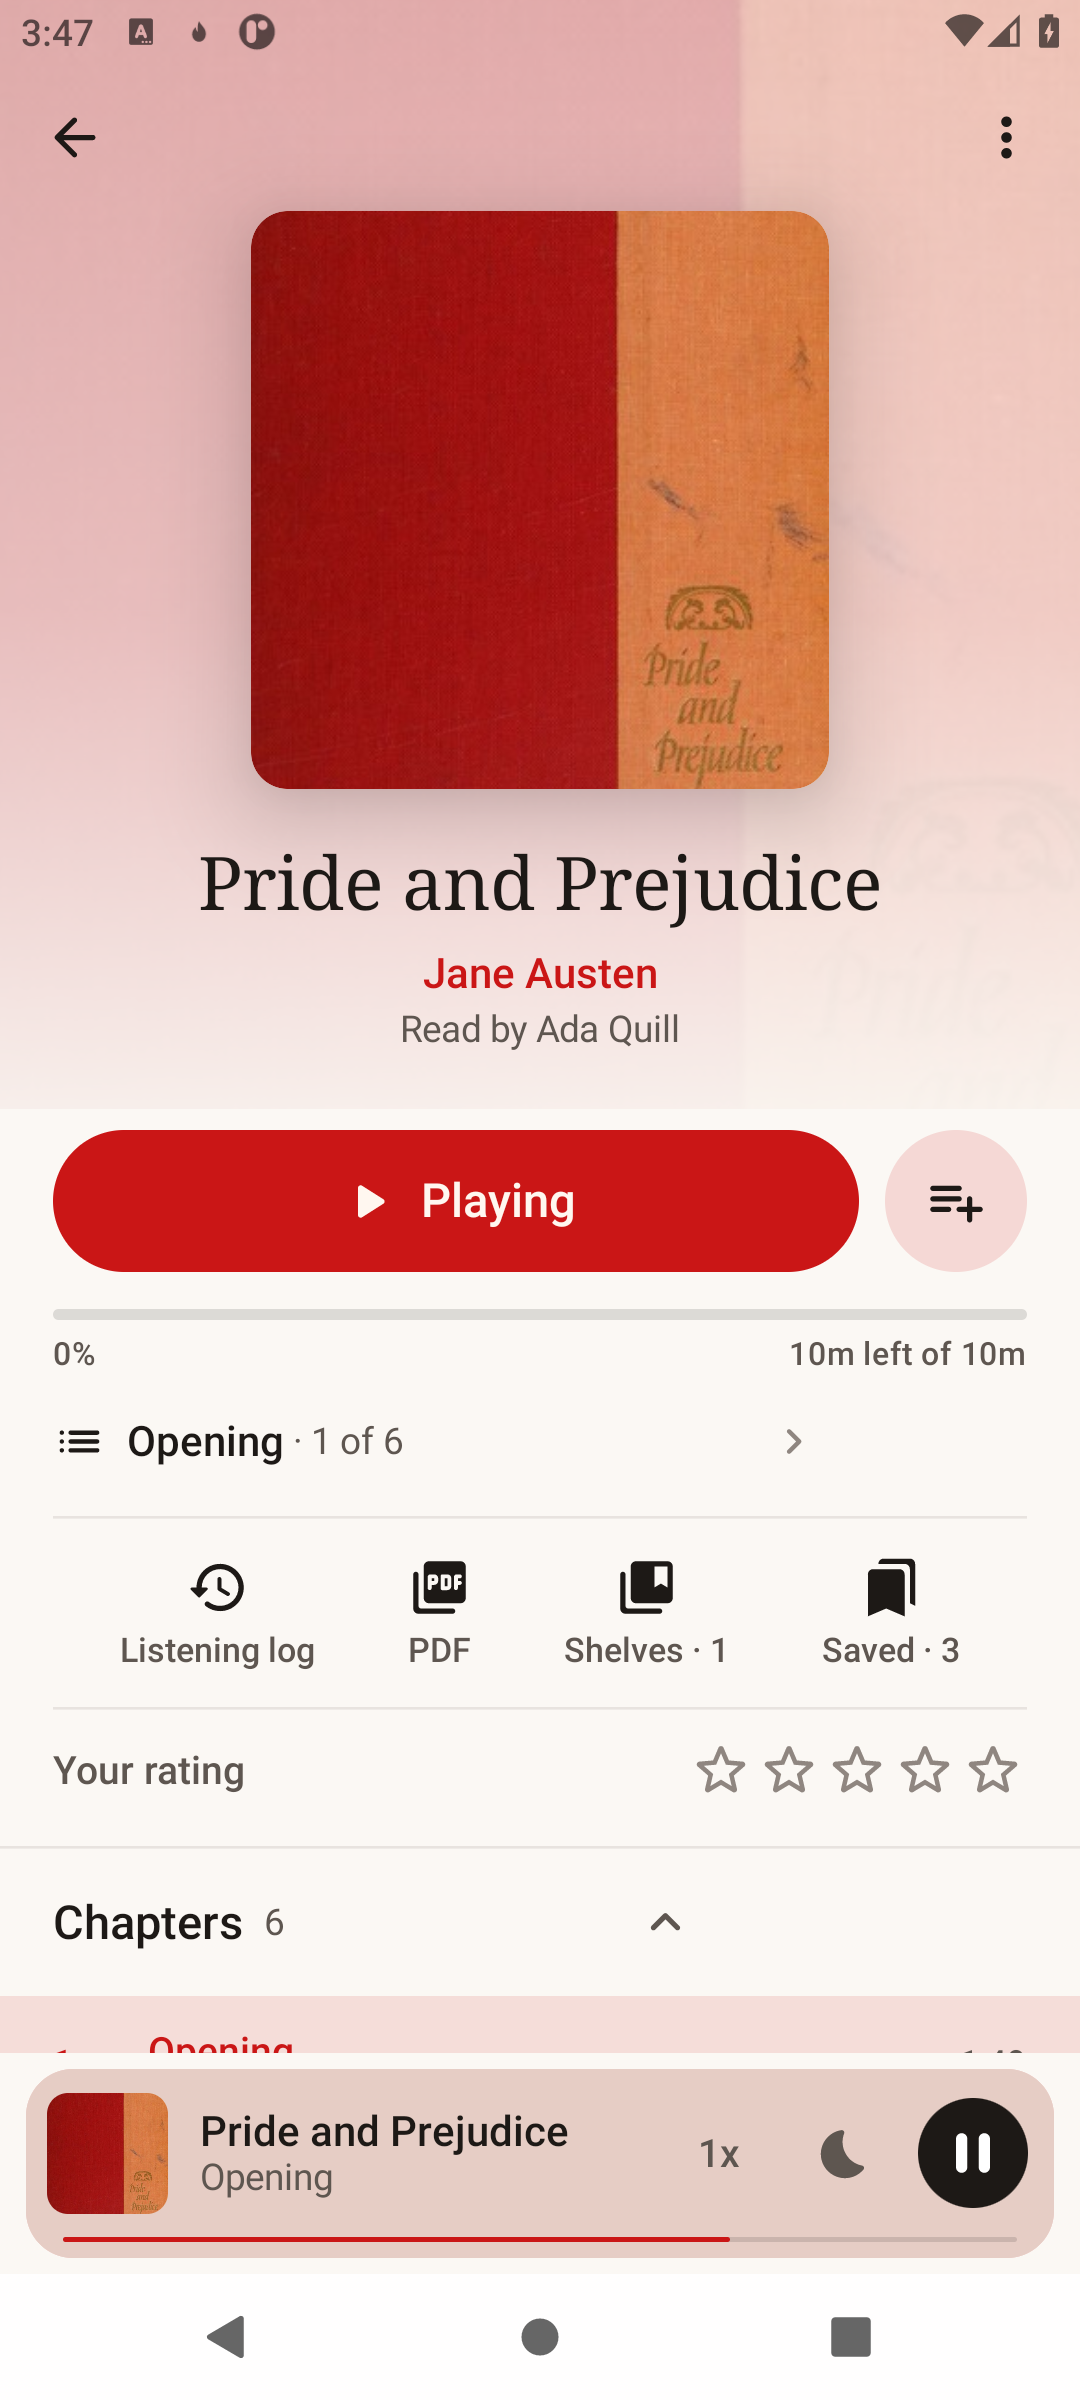 3:47
Pride
and
Prejudice
Pride and Prejudice
Jane Austen
Read by Ada Quill
Playing
0%
10m left of 10m
Opening · 1 of 6
Listening log
PDF
PDF
Shelves · 1
Saved · 3
Your rating
Chapters 6
Opening
Pride and Prejudice
Opening
1x